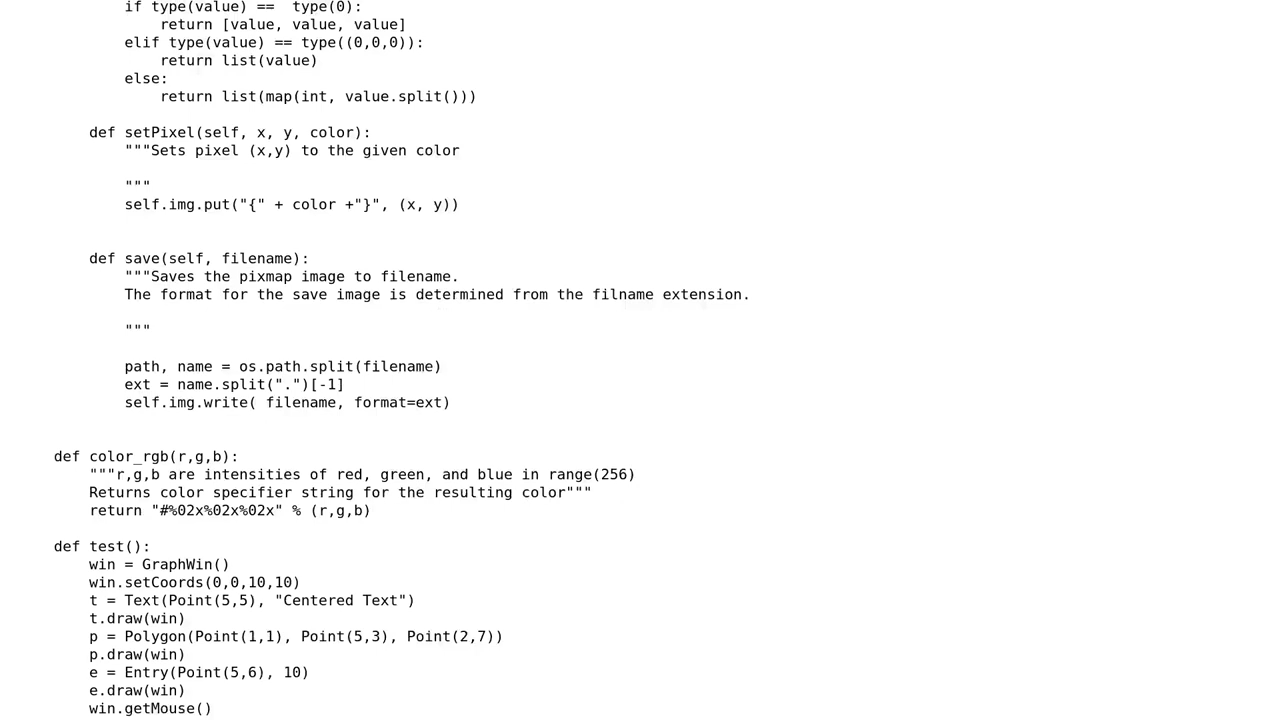 if type(value) ==  type(0):
return [value, value, value]
elif type(value) == type((0,0,0)):
return list(value)
else:
return list(map(int, value.split()))
def setPixel(self, x, y, color):
"""Sets pixel (x,y) to the given color
"""
self.img.put("{" + color +"}", (x, y))
def save(self, filename):
"""Saves the pixmap image to filename.
The format for the save image is determined from the filname extension.
"""
path, name = os.path.split(filename)
ext = name.split(".")[-1]
self.img.write( filename, format=ext)
def color_rgb(r,g,b):
"""r,g,b are intensities of red, green, and blue in range(256)
Returns color specifier string for the resulting color"""
return "#%02x%02x%02x" % (r,g,b)
def test():
win = GraphWin()
win.setCoords(0,0,10,10)
t = Text(Point(5,5), "Centered Text")
t.draw(win)
p = Polygon(Point(1,1), Point(5,3), Point(2,7))
p.draw(win)
e = Entry(Point(5,6), 10)
e.draw(win)
win.getMouse()